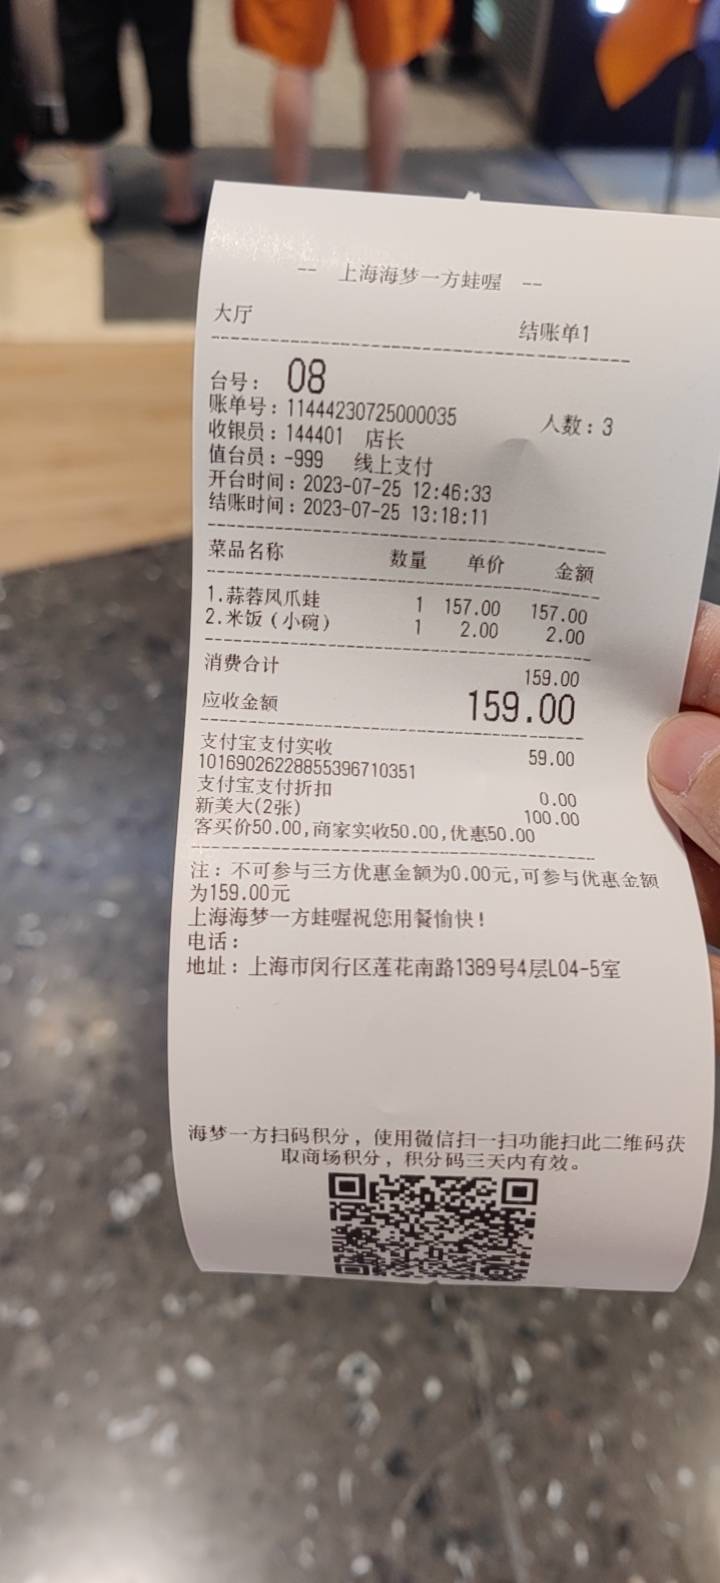 -- 上海海梦一方蛙喔 --
大厅 结账单1
台号： 08
账单号：11444230725000035 人数：3
收银员：144401 店长
值台员：-999 线上支付
开台时间：2023-07-25 12:46:33
结账时间：2023-07-25 13:18:11
菜品名称 数量 单价 金额
1.蒜蓉凤爪蛙 1 157.00 157.00
2.米饭（小碗） 1 2.00 2.00
消费合计 159.00
应收金额 159.00
支付宝支付实收 59.00
10169026228855396710351
支付宝支付折扣 0.00
新美大(2张) 100.00
客买价50.00,商家实收50.00,优惠50.00
注：不可参与三方优惠金额为0.00元,可参与优惠金额
为159.00元
上海海梦一方蛙喔祝您用餐愉快！
电话：
地址：上海市闵行区莲花南路1389号4层L04-5室
海梦一方扫码积分，使用微信扫一扫功能扫此二维码获
取商场积分，积分码三天内有效。